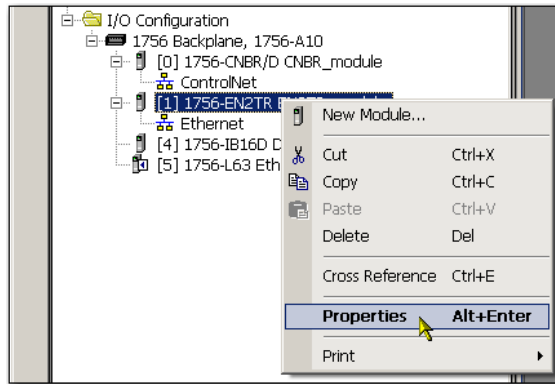 I/O Configuration
1756 Backplane, 1756-A10
[0] 1756-CNBR/D CNBR_module
ControlNet
[1] 1756-EN2TR
Ethernet
[4] 1756-IB16D D
[5] 1756-L63 Eth
New Module...
Cut Ctrl+X
Copy Ctrl+C
Paste Ctrl+V
Delete Del
Cross Reference Ctrl+E
Properties Alt+Enter
Print